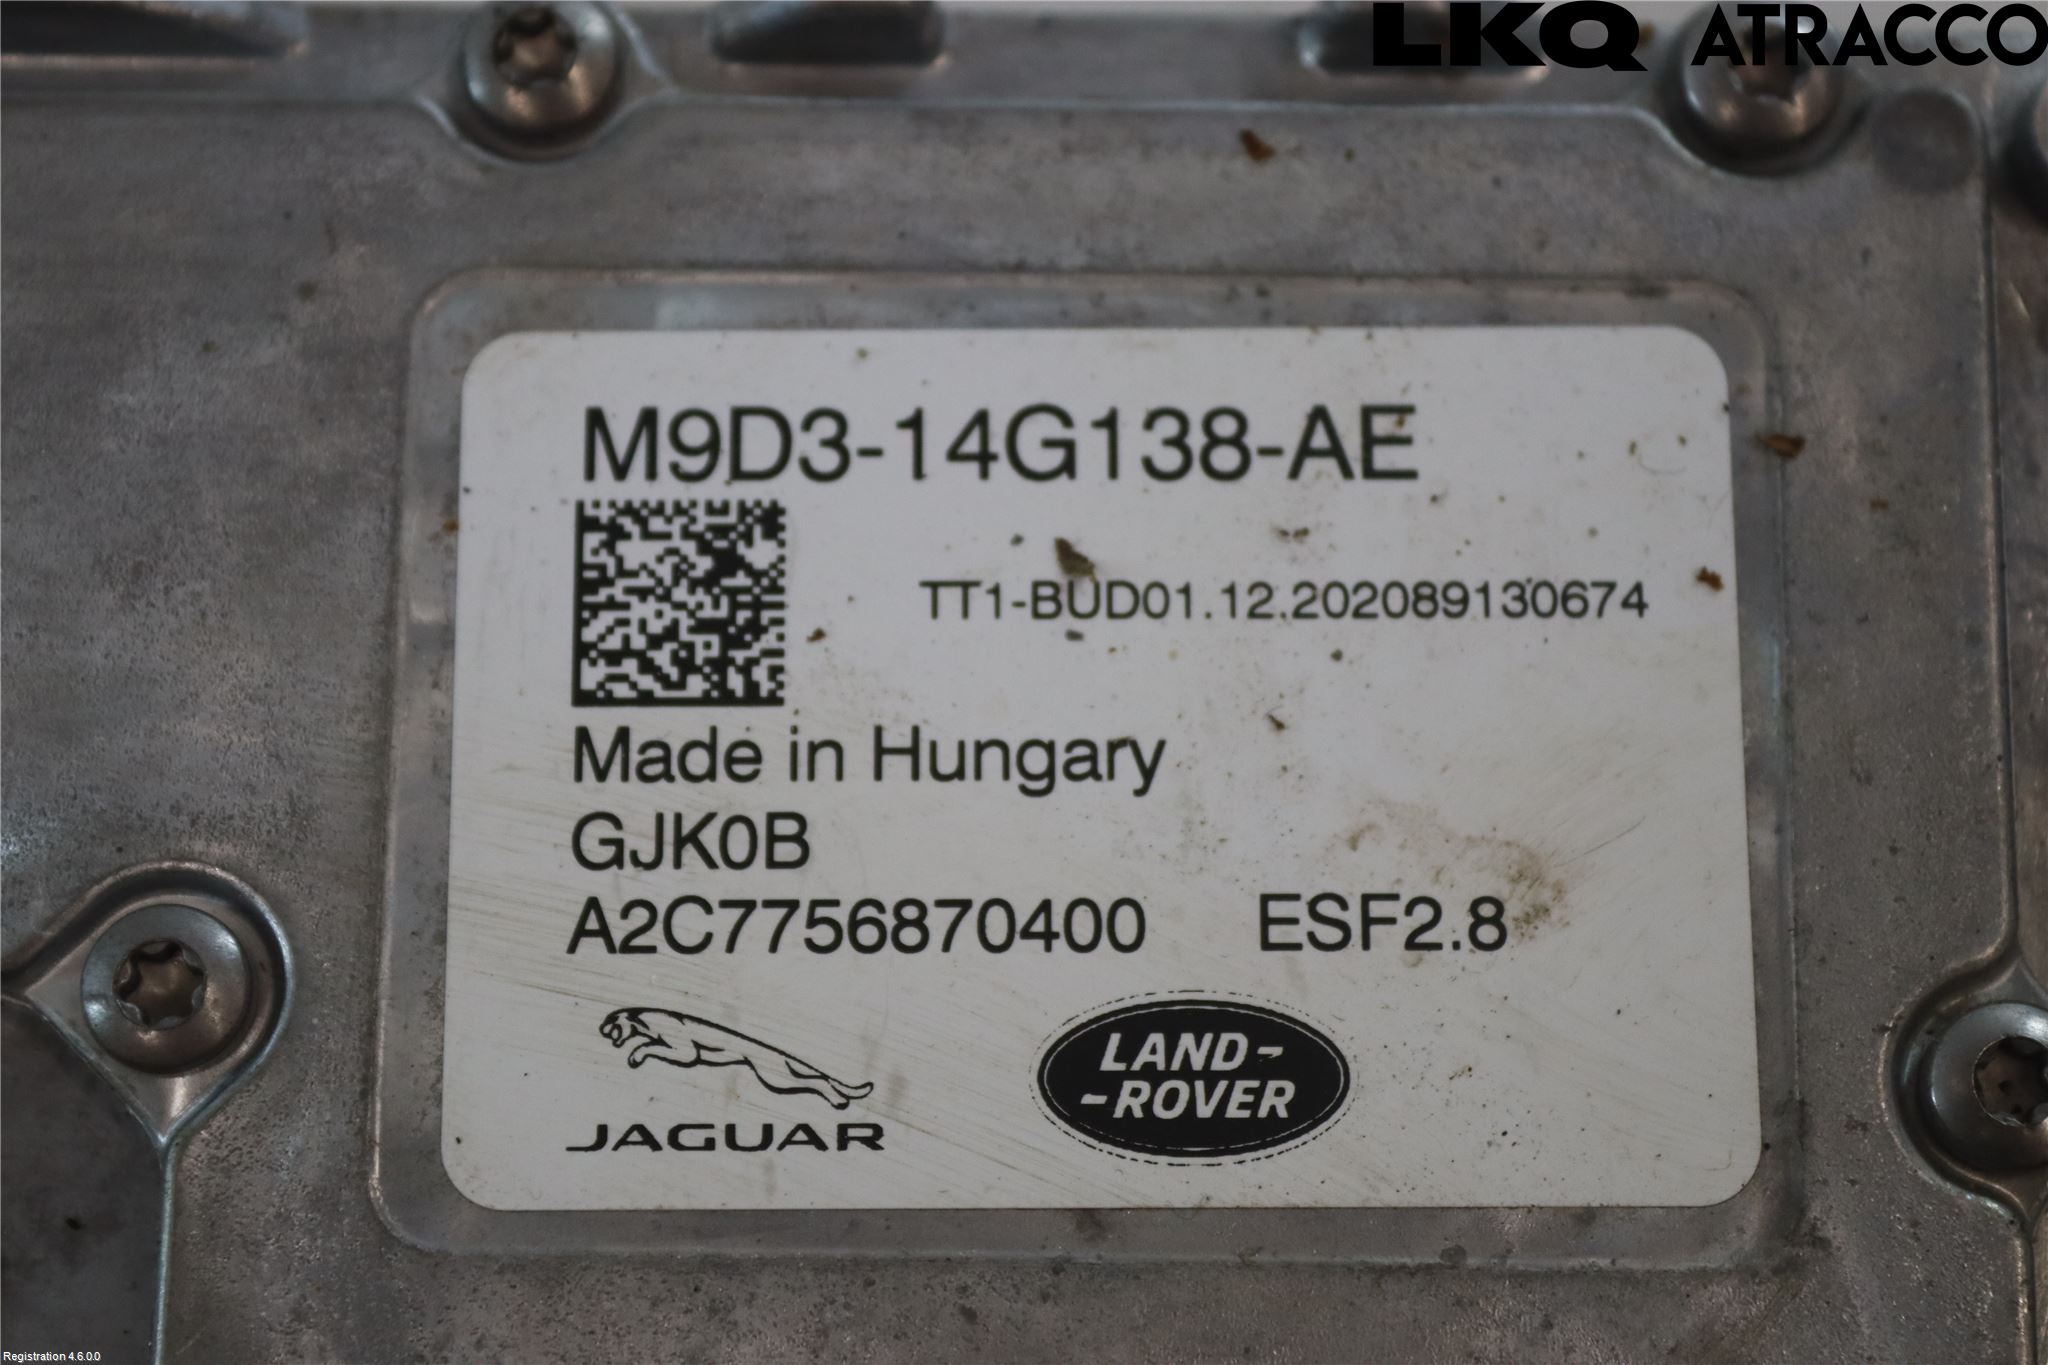 LKQ ATRACCO
M9D3-14G138-AE
TT1-BUD01.12.202089130674
Made in Hungary
GJK0B
A2C7756870400 ESF2.8
JAGUAR
LAND-
-ROVER
Registration 4.6.0.0